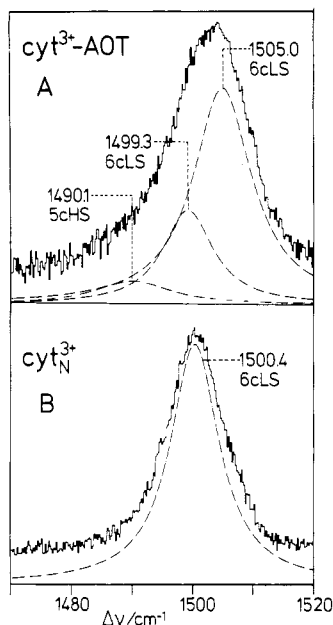 cyt³⁺-AOT
A
1505.0
6cLS
1499.3
6cLS
1490.1
5cHS
cyt³⁺N
B
1500.4
6cLS
1480 1500 1520
Δν/cm⁻¹